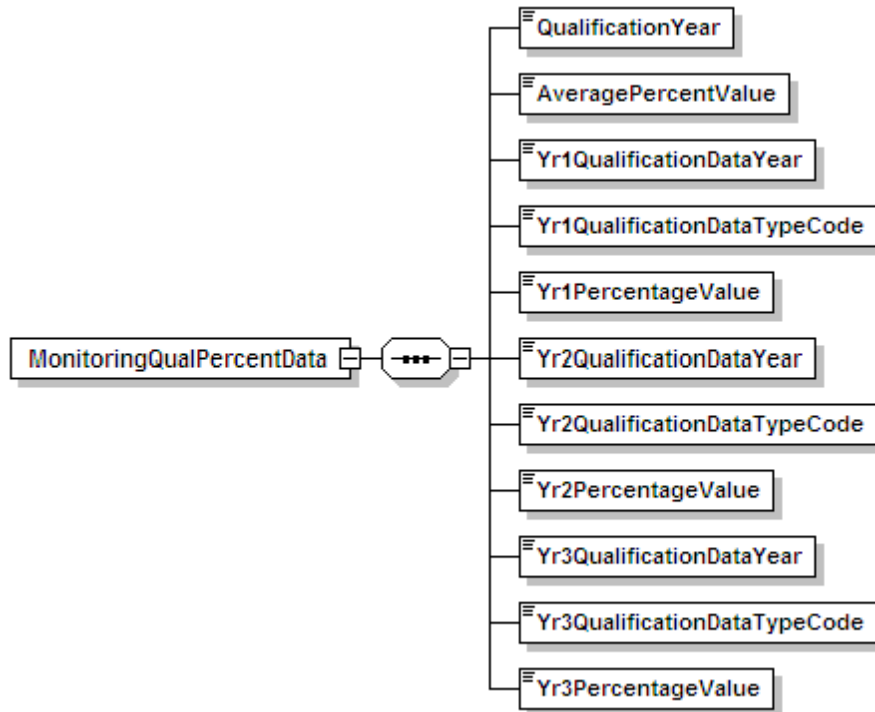 QualificationYear
AveragePercentValue
Yr1QualificationDataYear
Yr1QualificationDataTypeCode
Yr1PercentageValue
MonitoringQualPercentData
Yr2QualificationDataYear
Yr2QualificationDataTypeCode
Yr2PercentageValue
Yr3QualificationDataYear
Yr3QualificationDataTypeCode
Yr3PercentageValue